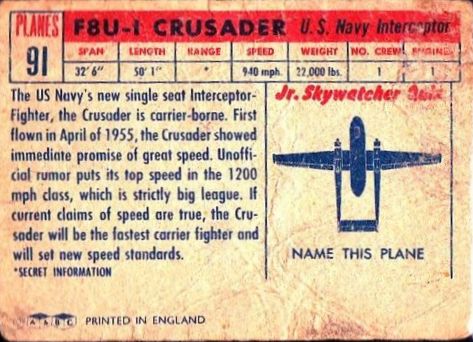 PLANES
91
F8U-1 CRUSADER U. S. Navy Interceptor
SPAN LENGTH RANGE SPEED WEIGHT NO. CREW ENGINES
32' 6" 50' 1" * 940 mph. 22,000 lbs. 1 1
The US Navy's new single seat Interceptor-
Fighter, the Crusader is carrier-borne. First
flown in April of 1955, the Crusader showed
immediate promise of great speed. Unoffi-
cial rumor puts its top speed in the 1200
mph class, which is strictly big league. If
current claims of speed are true, the Cru-
sader will be the fastest carrier fighter and
will set new speed standards.
*SECRET INFORMATION
Jr. Skywatcher Quiz
NAME THIS PLANE
A B C PRINTED IN ENGLAND